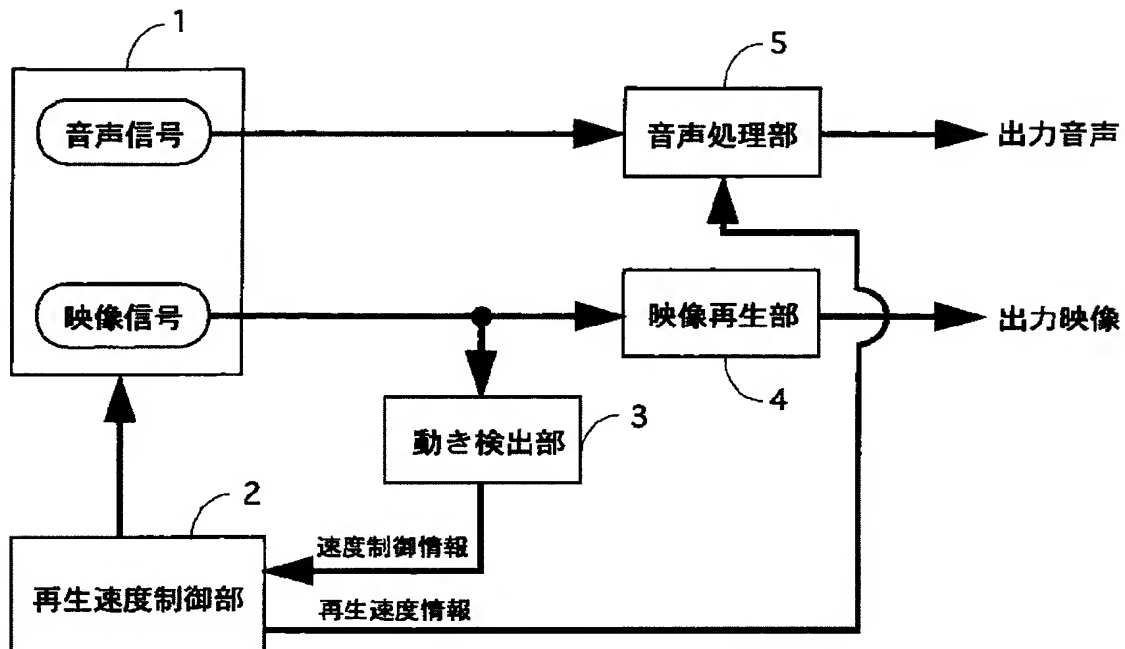 1
5
音声信号
音声処理部
出力音声
映像信号
映像再生部
出力映像
4
動き検出部
3
2
速度制御情報
再生速度制御部
再生速度情報